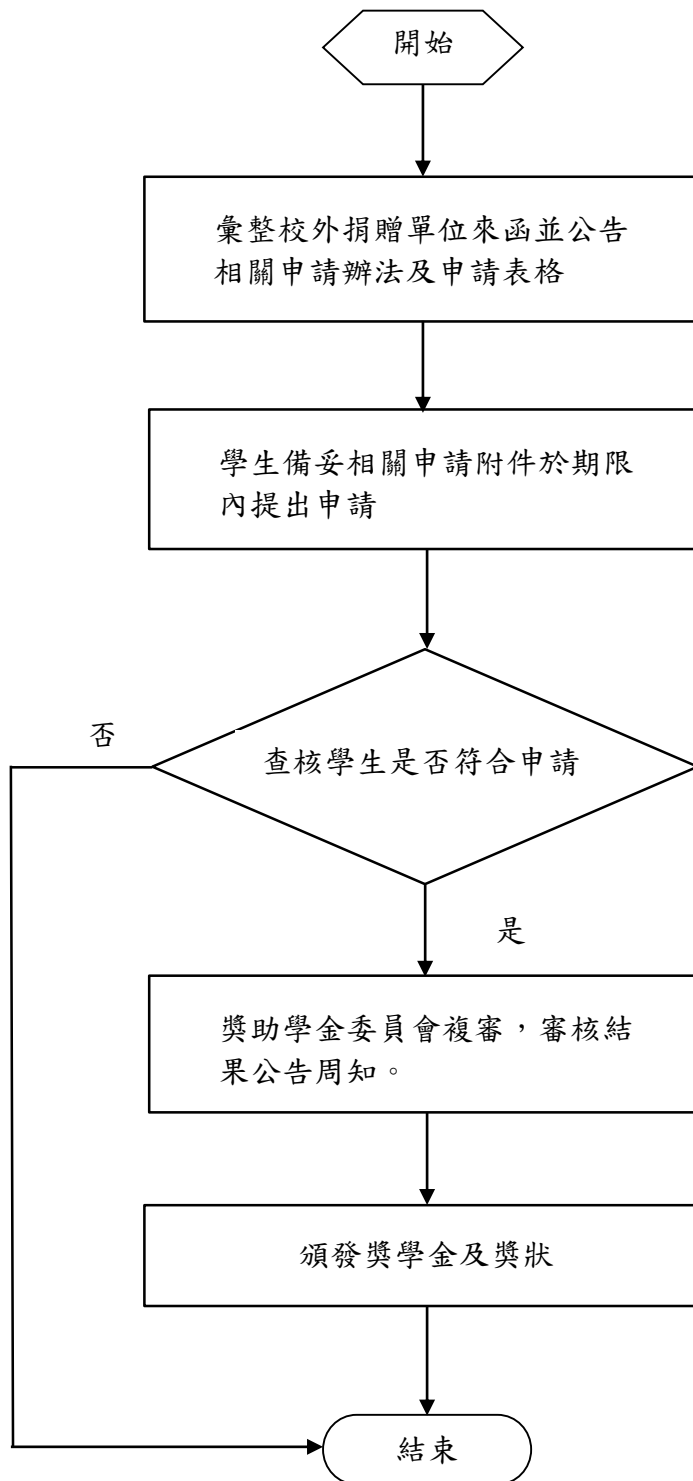 開始
彙整校外捐贈單位來函並公告
相關申請辦法及申請表格
學生備妥相關申請附件於期限
內提出申請
否
查核學生是否符合申請
是
獎助學金委員會複審，審核結
果公告周知。
頒發獎學金及獎狀
結束